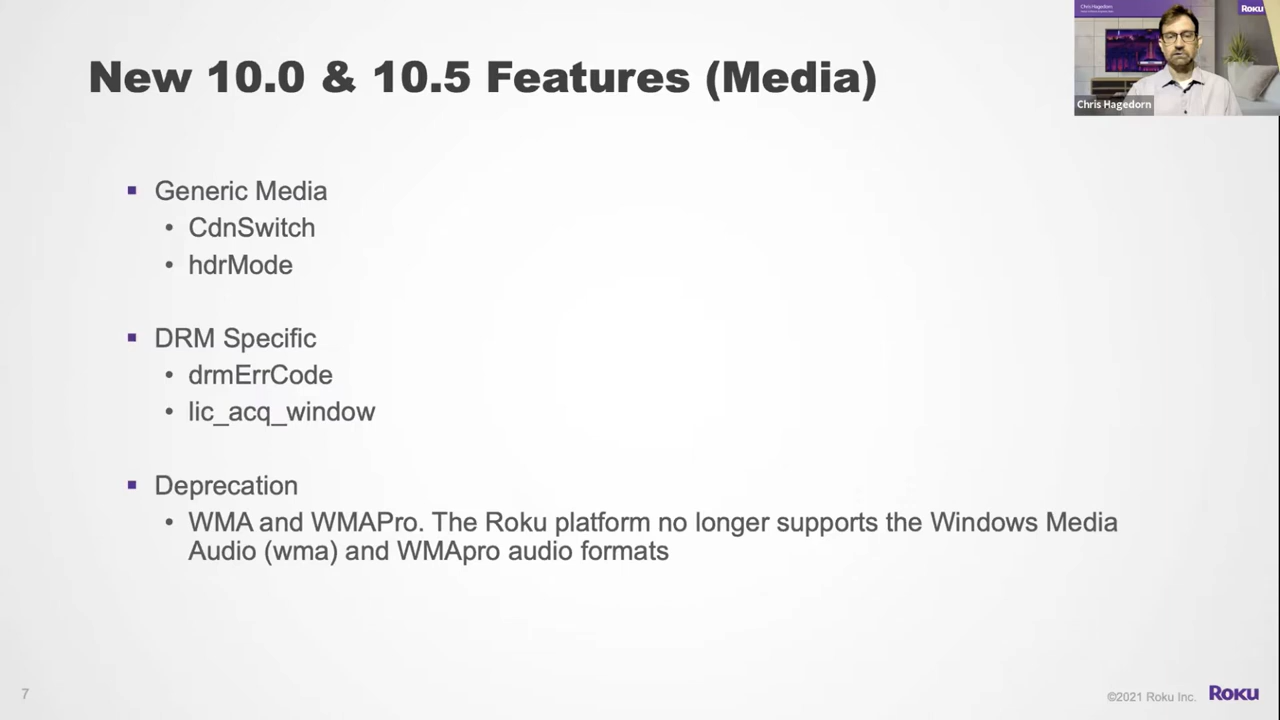 New 10.0 & 10.5 Features (Media)
Chris Hagedorn
Roku
Chris Hagedorn
▪ Generic Media
• CdnSwitch
• hdrMode
▪ DRM Specific
• drmErrCode
• lic_acq_window
▪ Deprecation
• WMA and WMAPro. The Roku platform no longer supports the Windows Media
Audio (wma) and WMApro audio formats
7
©2021 Roku Inc.
Roku